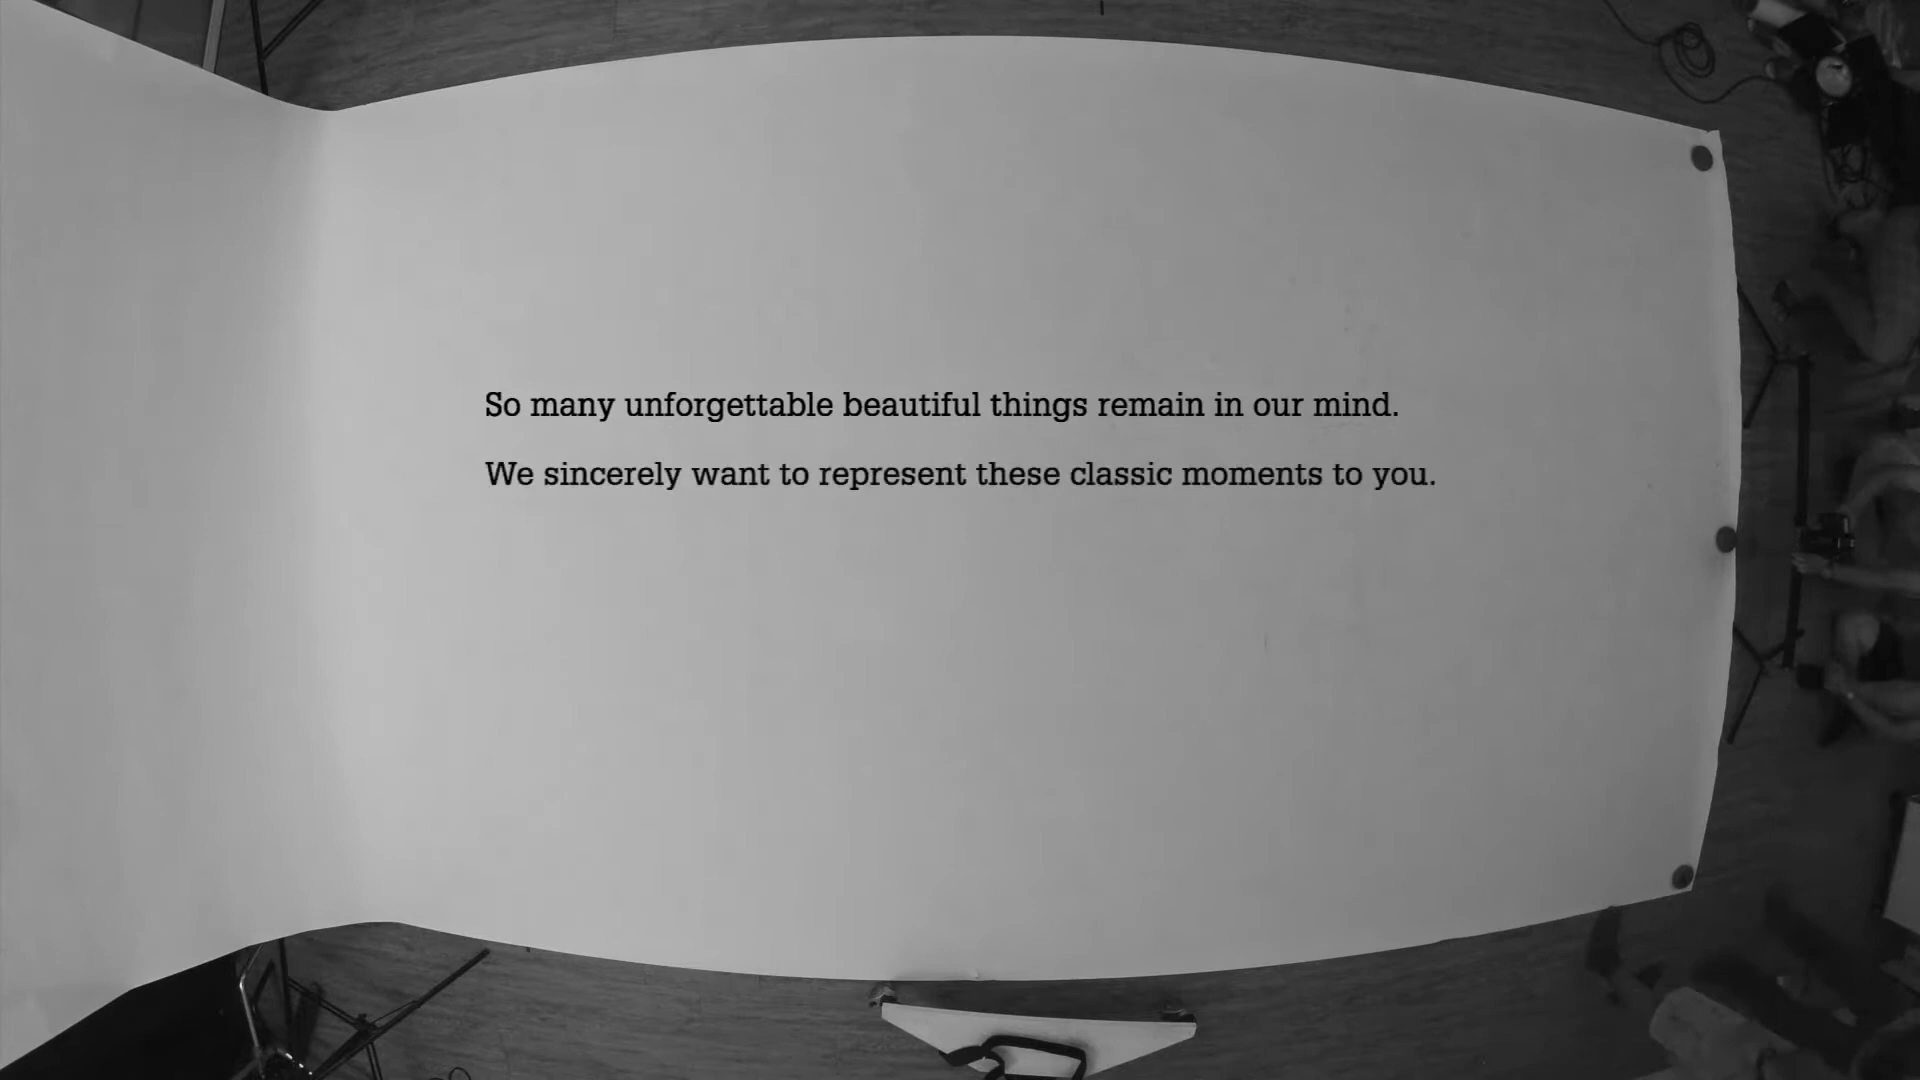 So many unforgettable beautiful things remain in our mind.
We sincerely want to represent these classic moments to you.